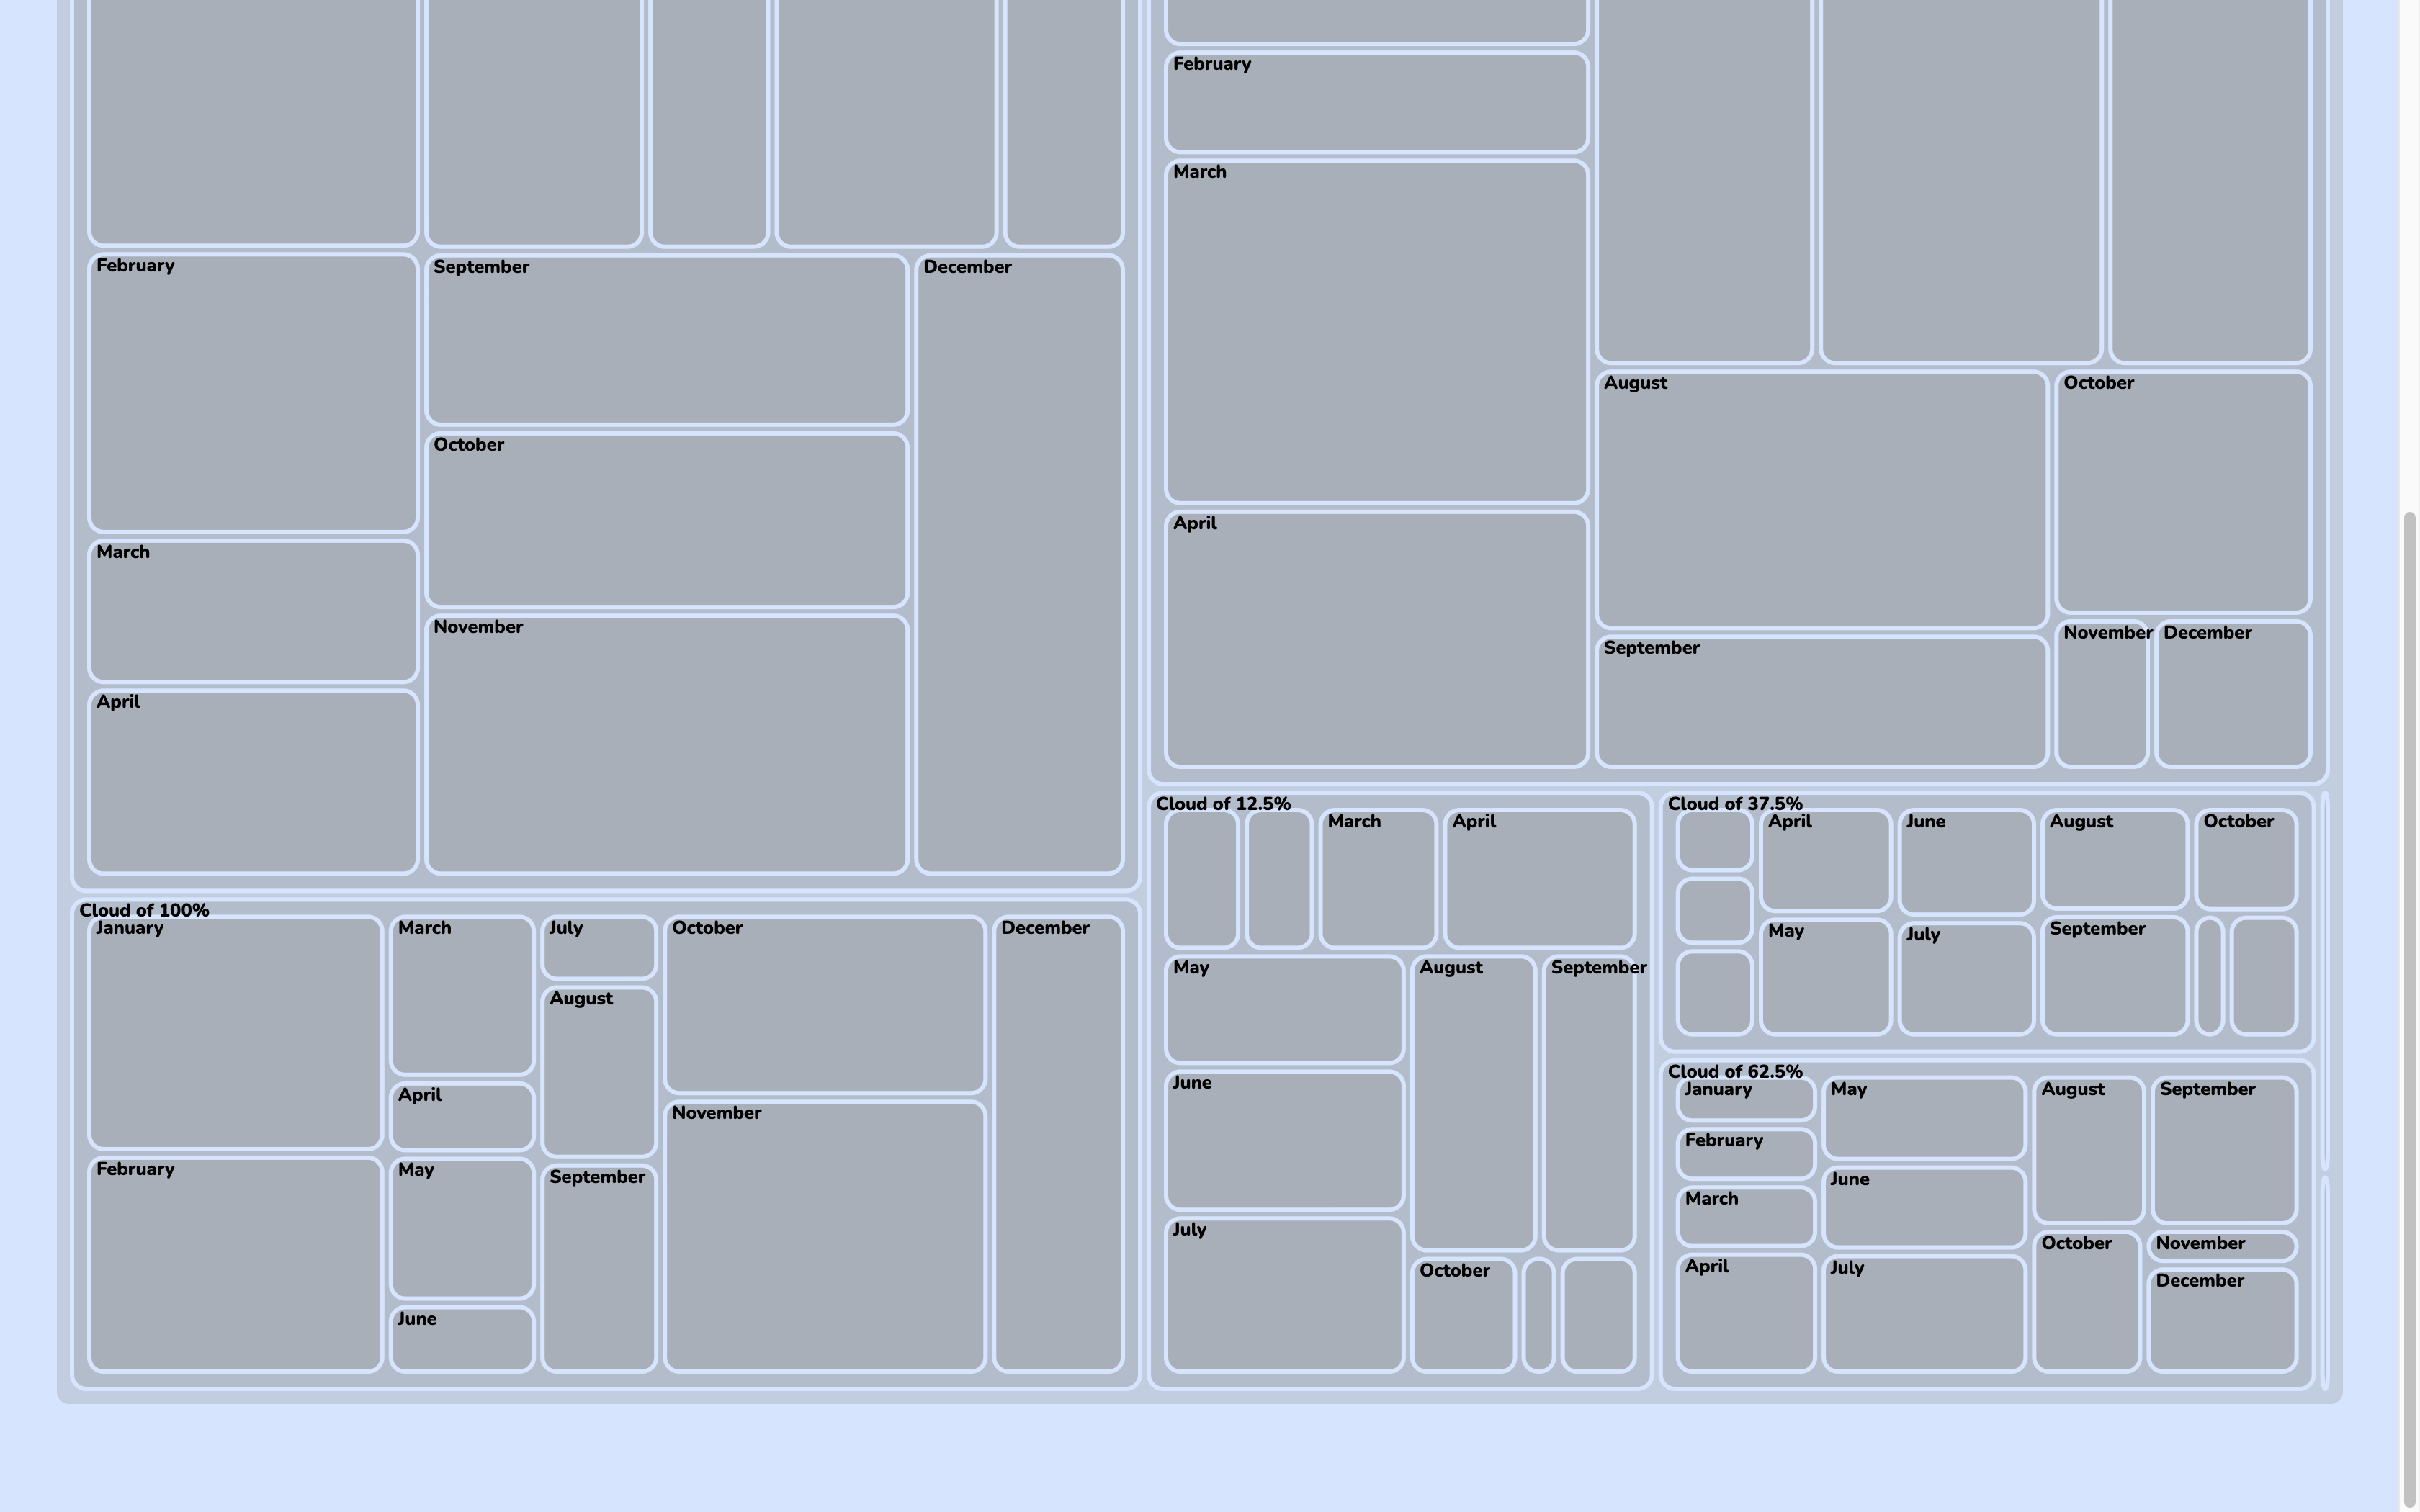 February
September
December
March
October
April
November
February
March
April
August
October
September
November
December
Cloud of 100%
January
February
March
April
May
June
July
August
September
October
November
December
Cloud of 12.5%
March
April
May
June
July
August
September
October
Cloud of 37.5%
April
May
June
July
August
September
October
Cloud of 62.5%
January
February
March
April
May
June
July
August
September
October
November
December